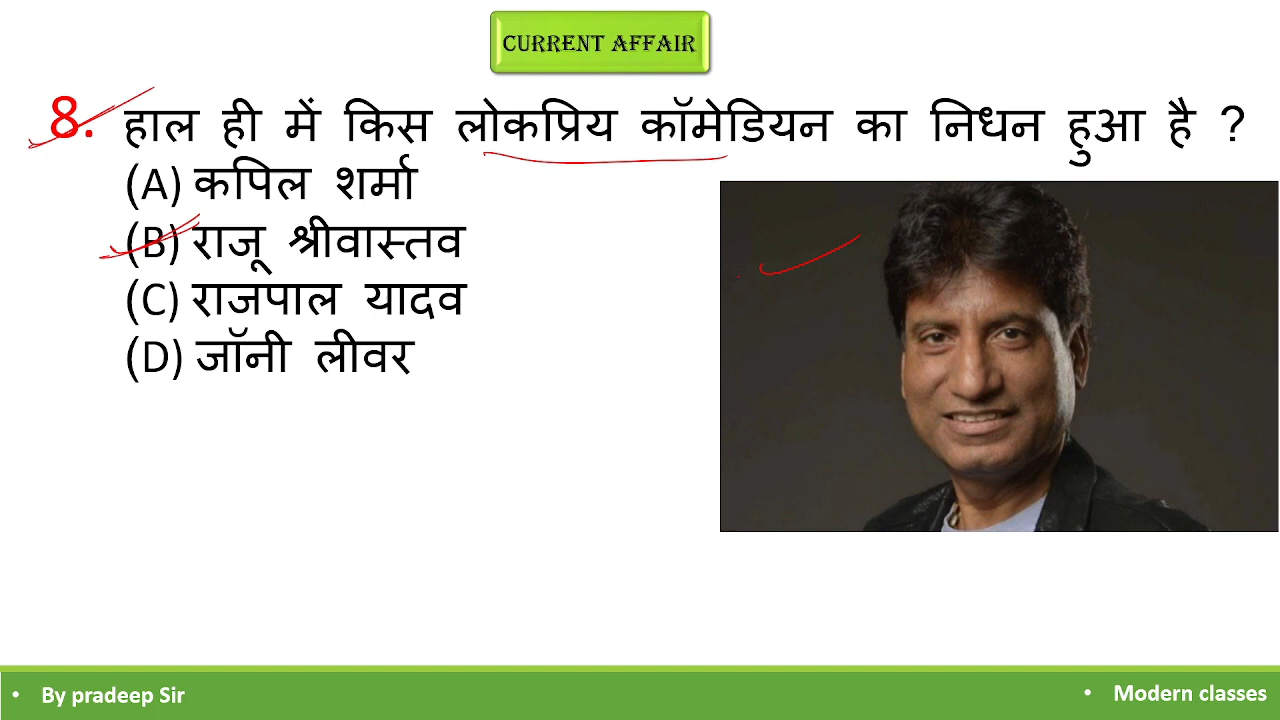 CURRENT AFFAIR
8. हाल ही में किस लोकप्रिय कॉमेडियन का निधन हुआ है ?
(A) कपिल शर्मा
(B) राजू श्रीवास्तव
(C) राजपाल यादव
(D) जॉनी लीवर
• By pradeep Sir
• Modern classes